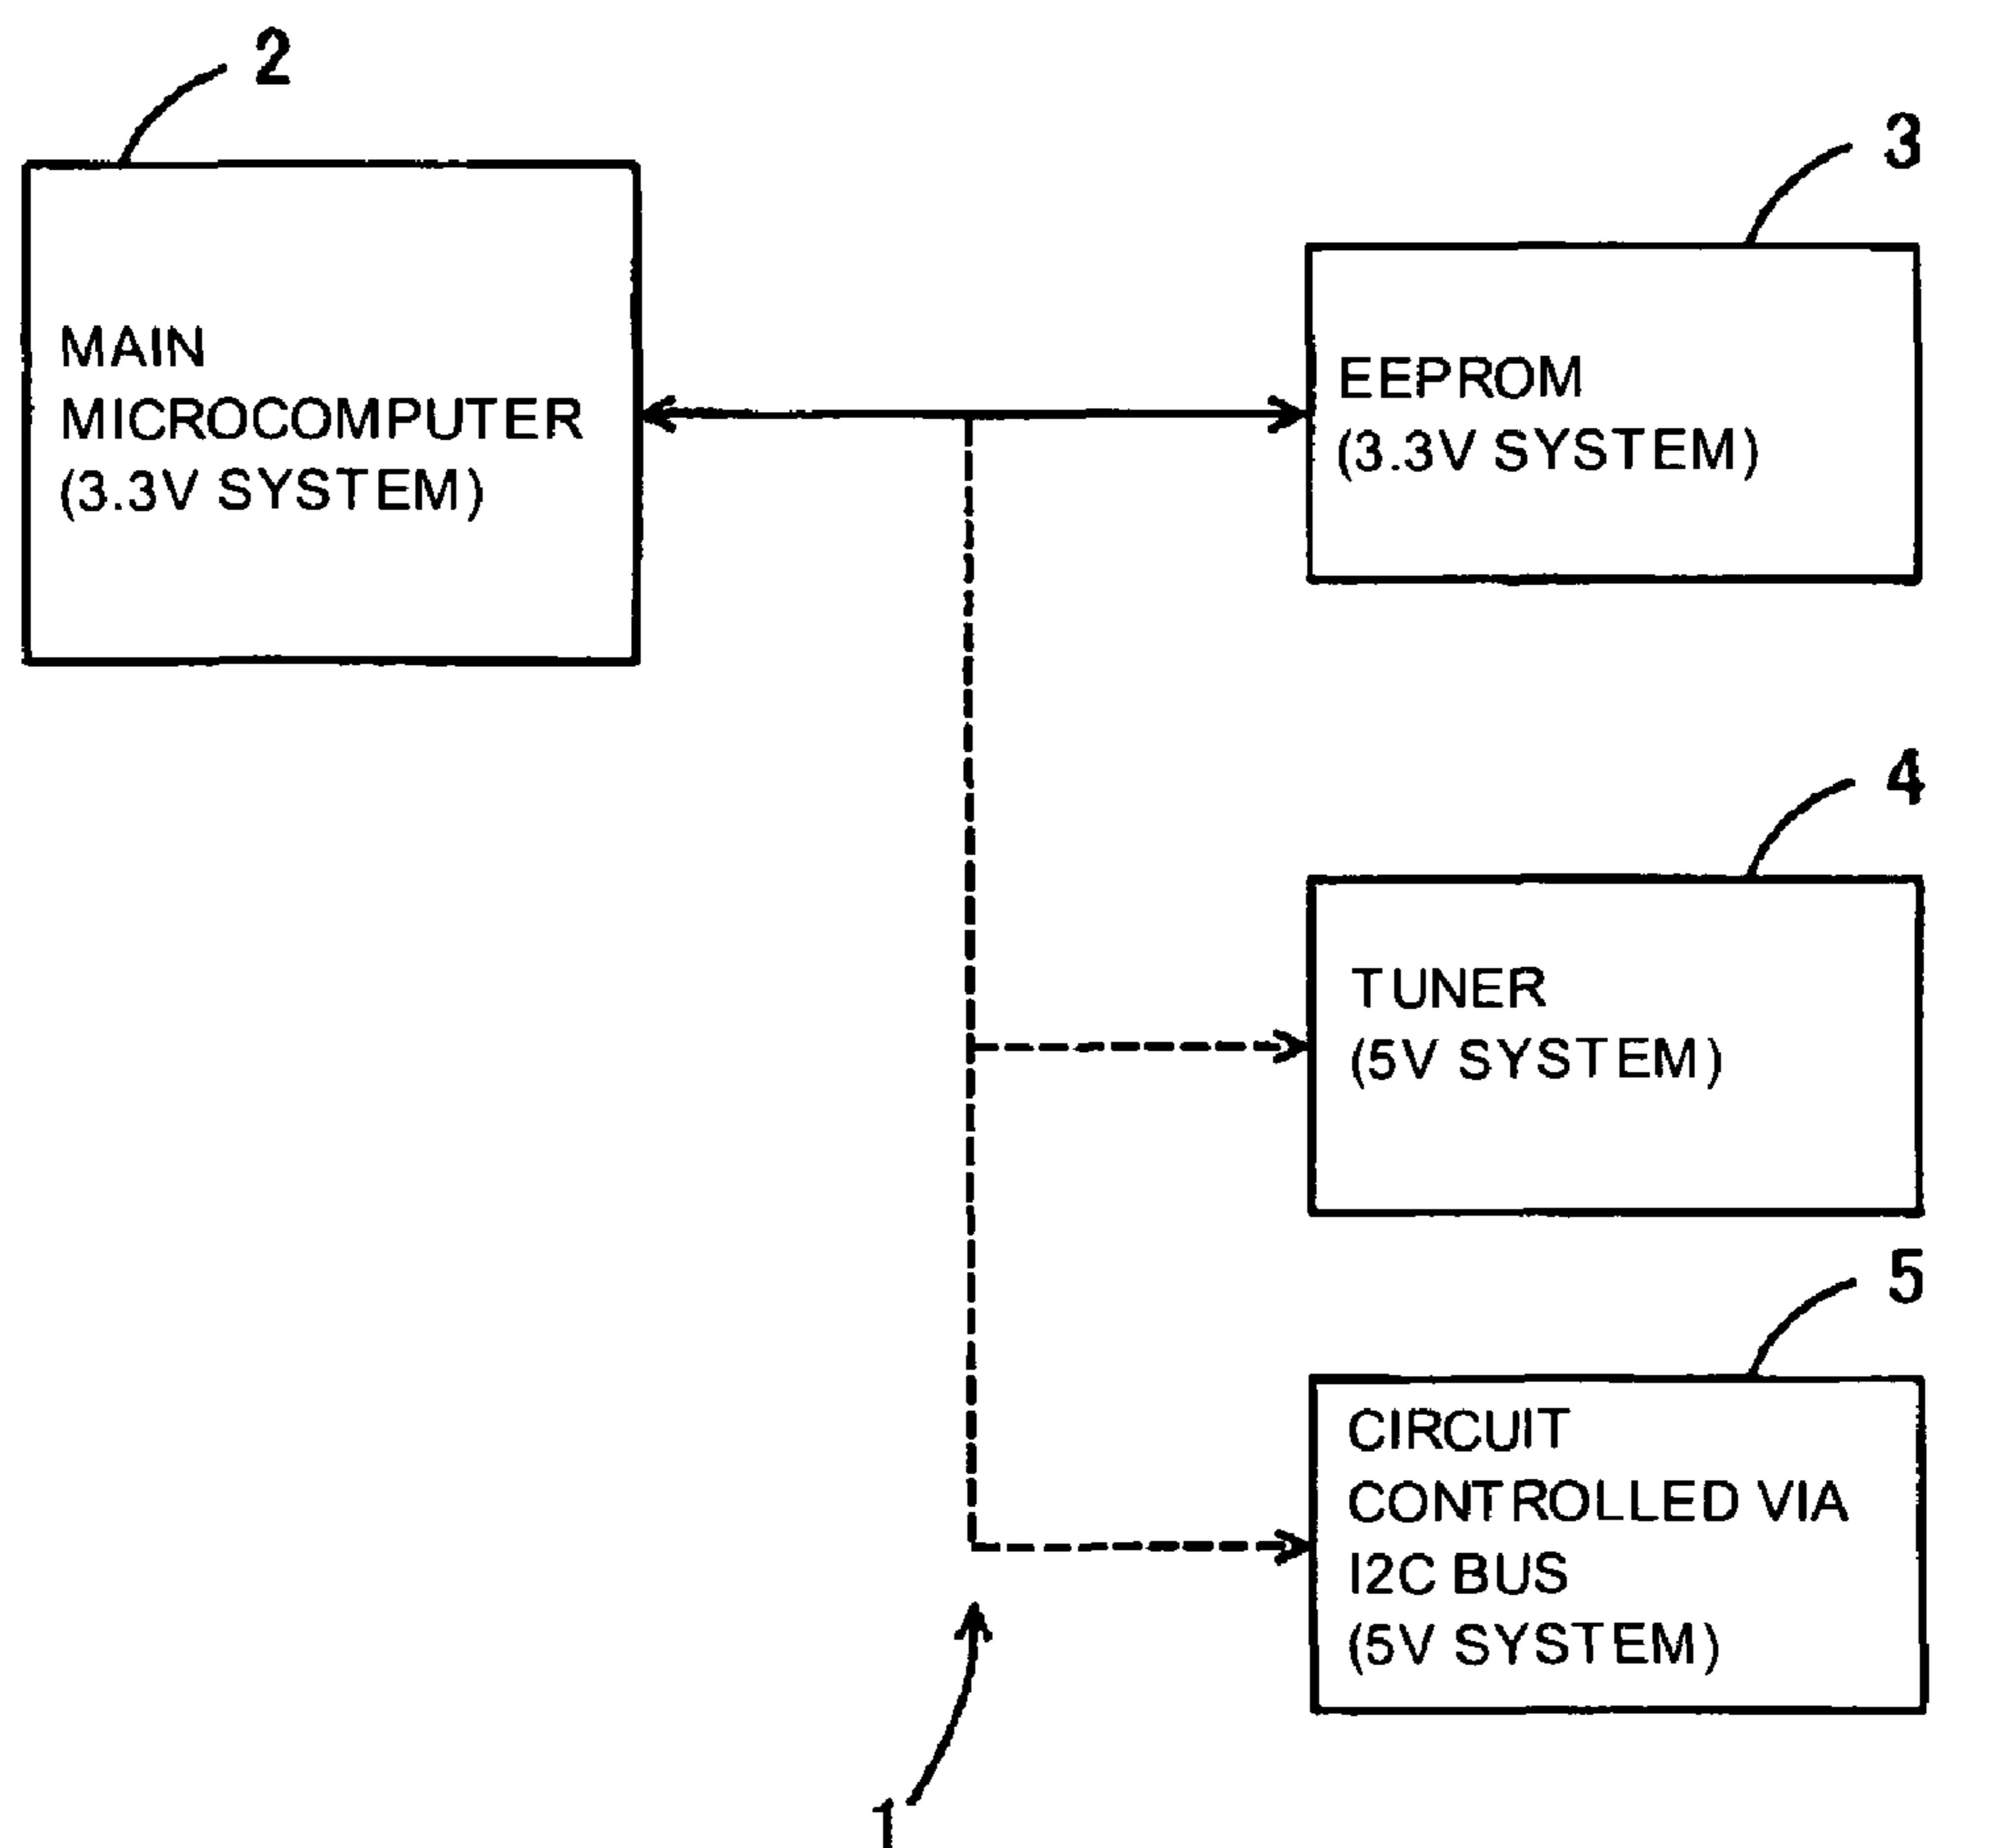 2
MAIN
MICROCOMPUTER
(3.3V SYSTEM)
3
EEPROM
(3.3V SYSTEM)
4
TUNER
(5V SYSTEM)
5
CIRCUIT
CONTROLLED VIA
I2C BUS
(5V SYSTEM)
1